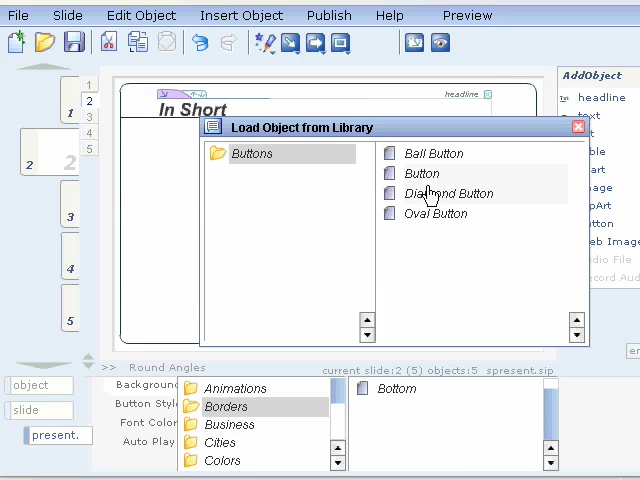 File Slide Edit Object Insert Object Publish Help Preview
1
2
3
4
5
1
2 2
3
4
5
headline
In Short
Load Object from Library
Buttons
Ball Button
Button
Diamond Button
Oval Button
AddObject
headline
text
File
>> Round Angles
current slide:2 (5) objects:5 spresent.sip
object
slide
present.
Background
Button Style
Font Color
Auto Play
Animations
Borders
Business
Cities
Colors
Bottom